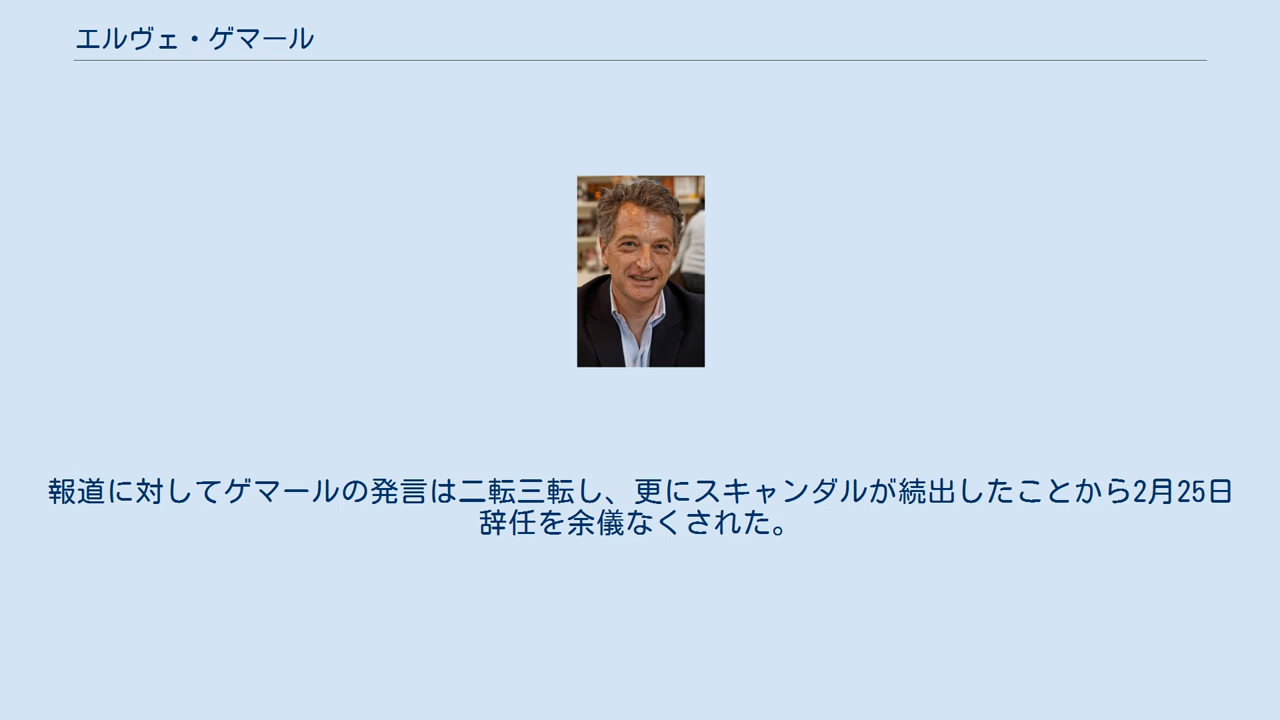 エルヴェ・ゲマール
報道に対してゲマールの発言は二転三転し、更にスキャンダルが続出したことから2月25日
辞任を余儀なくされた。